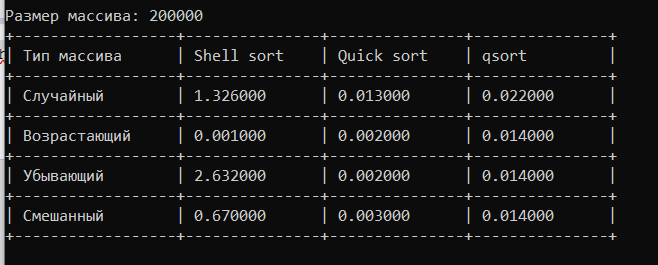 Размер массива: 200000
Тип массива | Shell sort | Quick sort | qsort
Случайный | 1.326000 | 0.013000 | 0.022000
Возрастающий | 0.001000 | 0.002000 | 0.014000
Убывающий | 2.632000 | 0.002000 | 0.014000
Смешанный | 0.670000 | 0.003000 | 0.014000